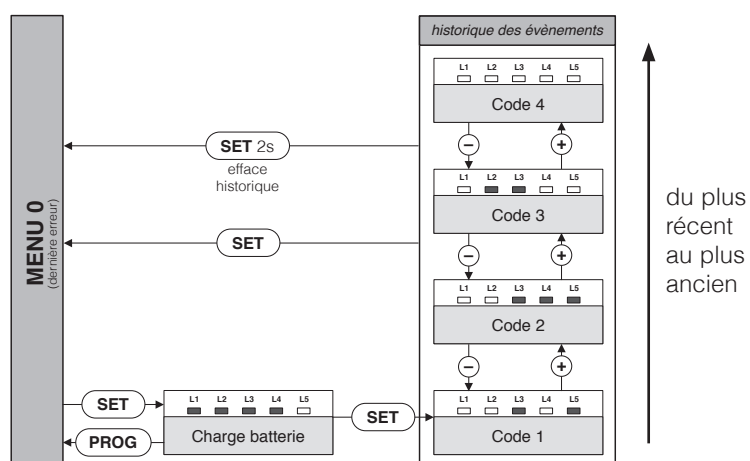 historique des évènements
L1 L2 L3 L4 L5
Code 4
SET 2s
efface
historique
− +
L1 L2 L3 L4 L5
Code 3
SET
− +
L1 L2 L3 L4 L5
Code 2
− +
L1 L2 L3 L4 L5
Code 1
MENU 0
(dernière erreur)
SET
PROG
L1 L2 L3 L4 L5
Charge batterie
SET
du plus
récent
au plus
ancien